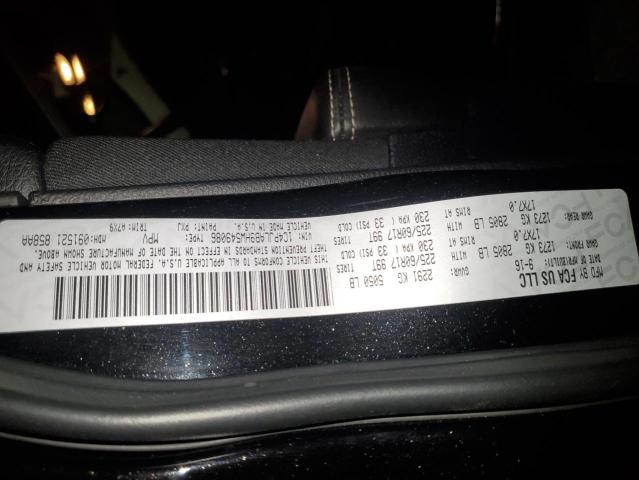 MFD BY FCA US LLC
DATE OF MFR(BUILT): 9-16 GVWR: 2291 KG 5050 LB
GAWR FRONT: 1273 KG 2805 LB WITH 225/60R17 99T TIRES
17X7.0 RIMS AT 230 KPA( 33 PSI) COLD
GAWR REAR: 1273 KG 2805 LB WITH 225/60R17 99T TIRES
17X7.0 RIMS AT 230 KPA( 33 PSI) COLD
THIS VEHICLE CONFORMS TO ALL APPLICABLE U.S.A. FEDERAL MOTOR VEHICLE SAFETY AND
THEFT PREVENTION STANDARDS IN EFFECT ON THE DATE OF MANUFACTURE SHOWN ABOVE.
VIN: 1C4PJLAB9HW549086 MPV MDH:091521 858AA
VEHICLE MADE IN U.S.A. PAINT: PXJ TRIM: A7X9